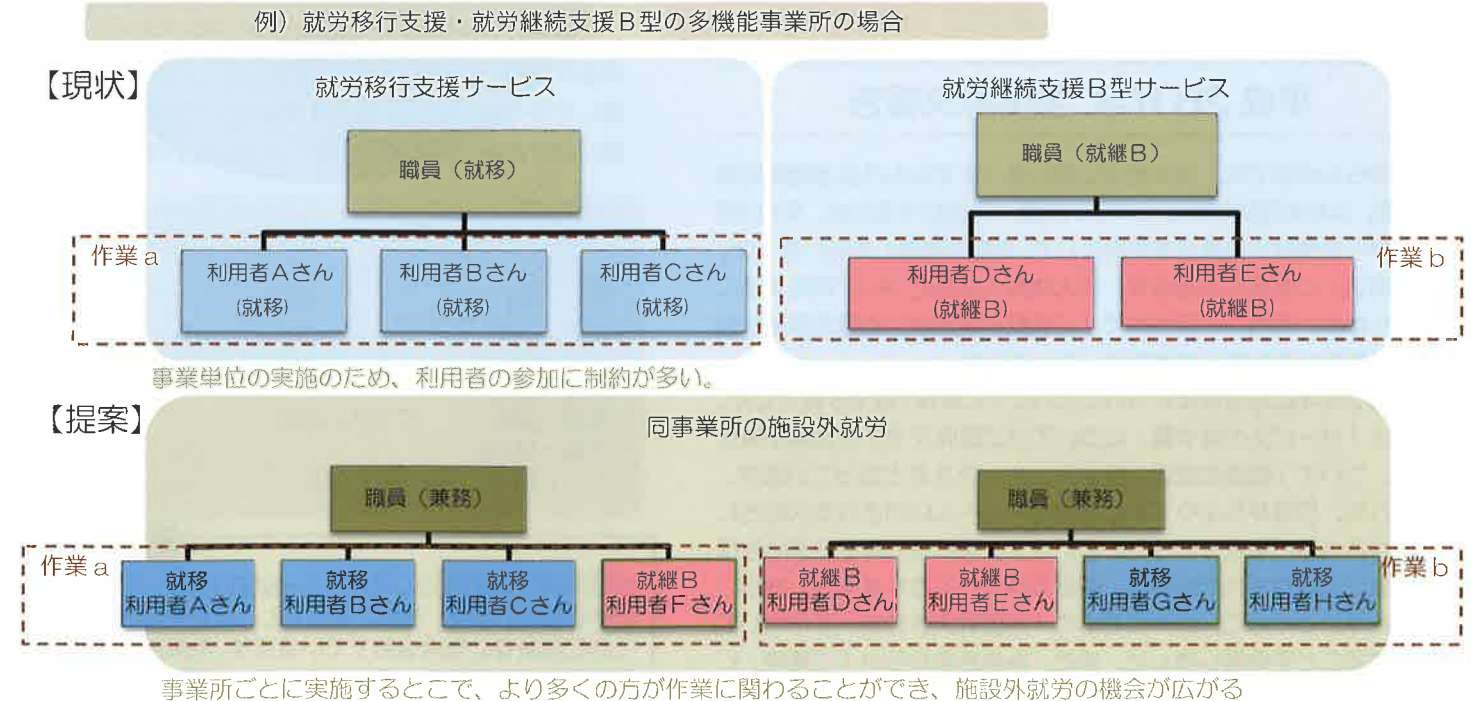 例）就労移行支援・就労継続支援B型の多機能事業所の場合
【現状】
就労移行支援サービス
職員（就移）
作業a
利用者Aさん
(就移)
利用者Bさん
(就移)
利用者Cさん
(就移)
就労継続支援B型サービス
職員（就継B）
利用者Dさん
(就継B)
利用者Eさん
(就継B)
作業b
事業単位の実施のため、利用者の参加に制約が多い。
【提案】
同事業所の施設外就労
職員（兼務）
作業a
就移
利用者Aさん
就移
利用者Bさん
就移
利用者Cさん
就継B
利用者Fさん
職員（兼務）
就継B
利用者Dさん
就継B
利用者Eさん
就移
利用者Gさん
就移
利用者Hさん
作業b
事業所ごとに実施するとこで、より多くの方が作業に関わることができ、施設外就労の機会が広がる